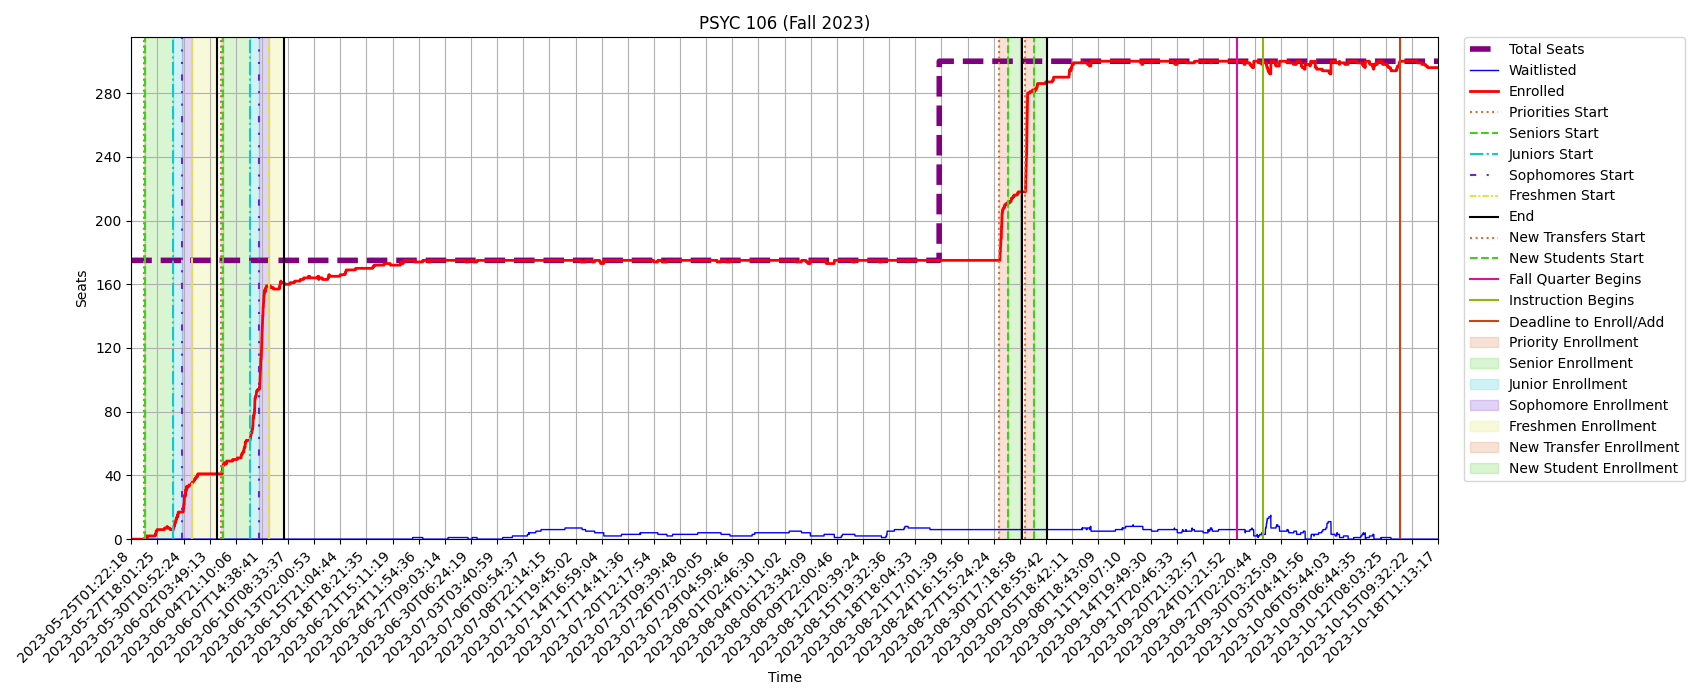 PSYC 106 (Fall 2023)
Seats
280
240
200
160
120
80
40
0
2023-05-25T01:22:18
2023-05-27T18:01:25
2023-05-30T10:52:24
2023-06-02T03:49:13
2023-06-04T21:10:06
2023-06-07T14:38:41
2023-06-10T08:33:37
2023-06-13T02:00:53
2023-06-15T21:04:44
2023-06-18T18:21:35
2023-06-21T15:11:19
2023-06-24T11:54:36
2023-06-27T09:03:14
2023-06-30T06:24:19
2023-07-03T03:40:59
2023-07-06T00:54:37
2023-07-08T22:14:15
2023-07-11T19:45:02
2023-07-14T16:59:04
2023-07-17T14:41:36
2023-07-20T12:17:54
2023-07-23T09:39:48
2023-07-26T07:20:05
2023-07-29T04:59:46
2023-08-01T02:46:30
2023-08-04T01:11:02
2023-08-06T23:34:09
2023-08-09T22:00:46
2023-08-12T20:39:24
2023-08-15T19:32:36
2023-08-18T18:04:33
2023-08-21T17:01:39
2023-08-24T16:15:56
2023-08-27T15:24:24
2023-08-30T17:18:58
2023-09-02T18:55:42
2023-09-05T18:42:11
2023-09-08T18:43:09
2023-09-11T19:07:10
2023-09-14T19:49:30
2023-09-17T20:46:33
2023-09-20T21:32:57
2023-09-24T01:21:52
2023-09-27T02:20:44
2023-09-30T03:25:09
2023-10-03T04:41:56
2023-10-06T05:44:03
2023-10-09T06:44:35
2023-10-12T08:03:25
2023-10-15T09:32:22
2023-10-18T11:13:17
Time
Total Seats
Waitlisted
Enrolled
Priorities Start
Seniors Start
Juniors Start
Sophomores Start
Freshmen Start
End
New Transfers Start
New Students Start
Fall Quarter Begins
Instruction Begins
Deadline to Enroll/Add
Priority Enrollment
Senior Enrollment
Junior Enrollment
Sophomore Enrollment
Freshmen Enrollment
New Transfer Enrollment
New Student Enrollment